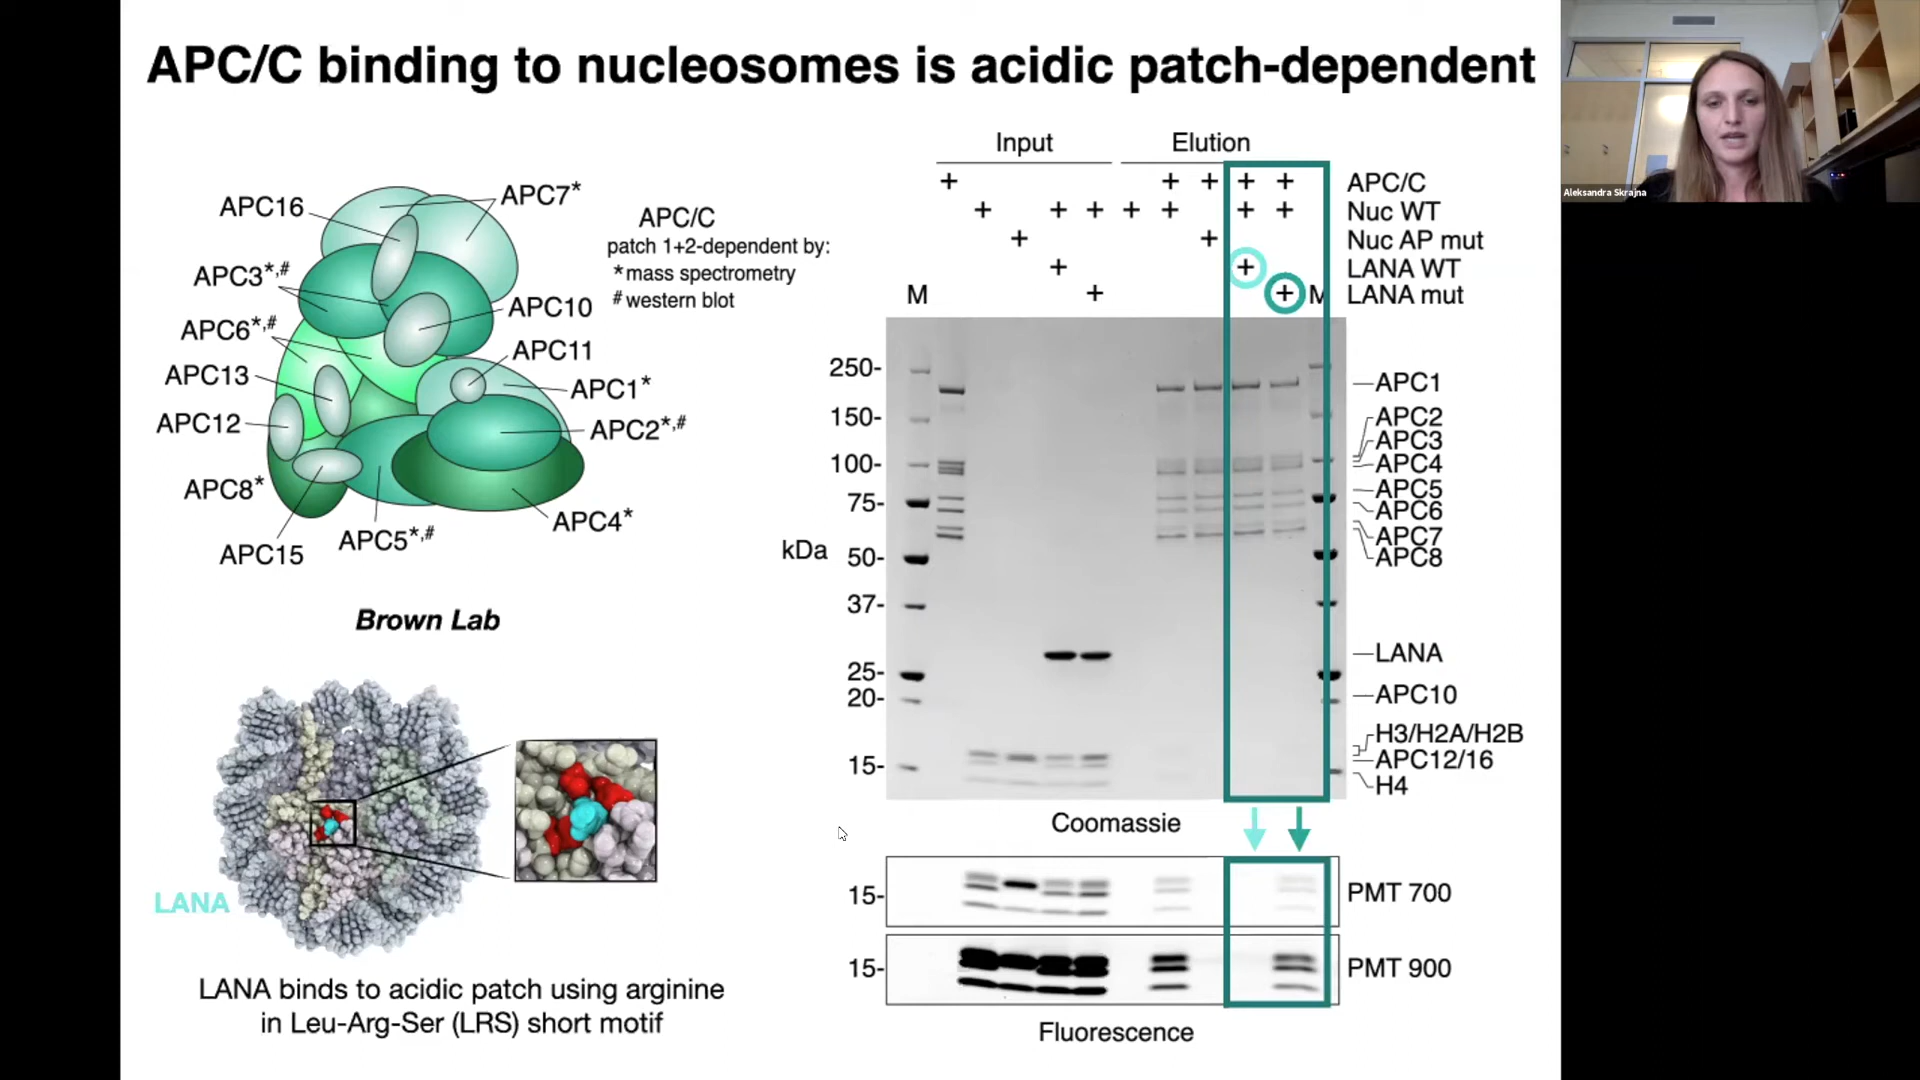 APC/C binding to nucleosomes is acidic patch-dependent
Aleksandra Skrajna
APC16
APC7*
APC3*,#
APC10
APC6*,#
APC11
APC13
APC1*
APC12
APC2*,#
APC8*
APC4*
APC5*,#
APC15
APC/C
patch 1+2-dependent by:
*mass spectrometry
#western blot
Brown Lab
LANA
LANA binds to acidic patch using arginine
in Leu-Arg-Ser (LRS) short motif
Input Elution
+ + + + + APC/C
+ + + + + + + Nuc WT
+ + Nuc AP mut
+ + LANA WT
M + + M LANA mut
kDa
250-
150-
100-
75-
50-
37-
25-
20-
15-
APC1
APC2
APC3
APC4
APC5
APC6
APC7
APC8
LANA
APC10
H3/H2A/H2B
APC12/16
H4
Coomassie
15- PMT 700
15- PMT 900
Fluorescence